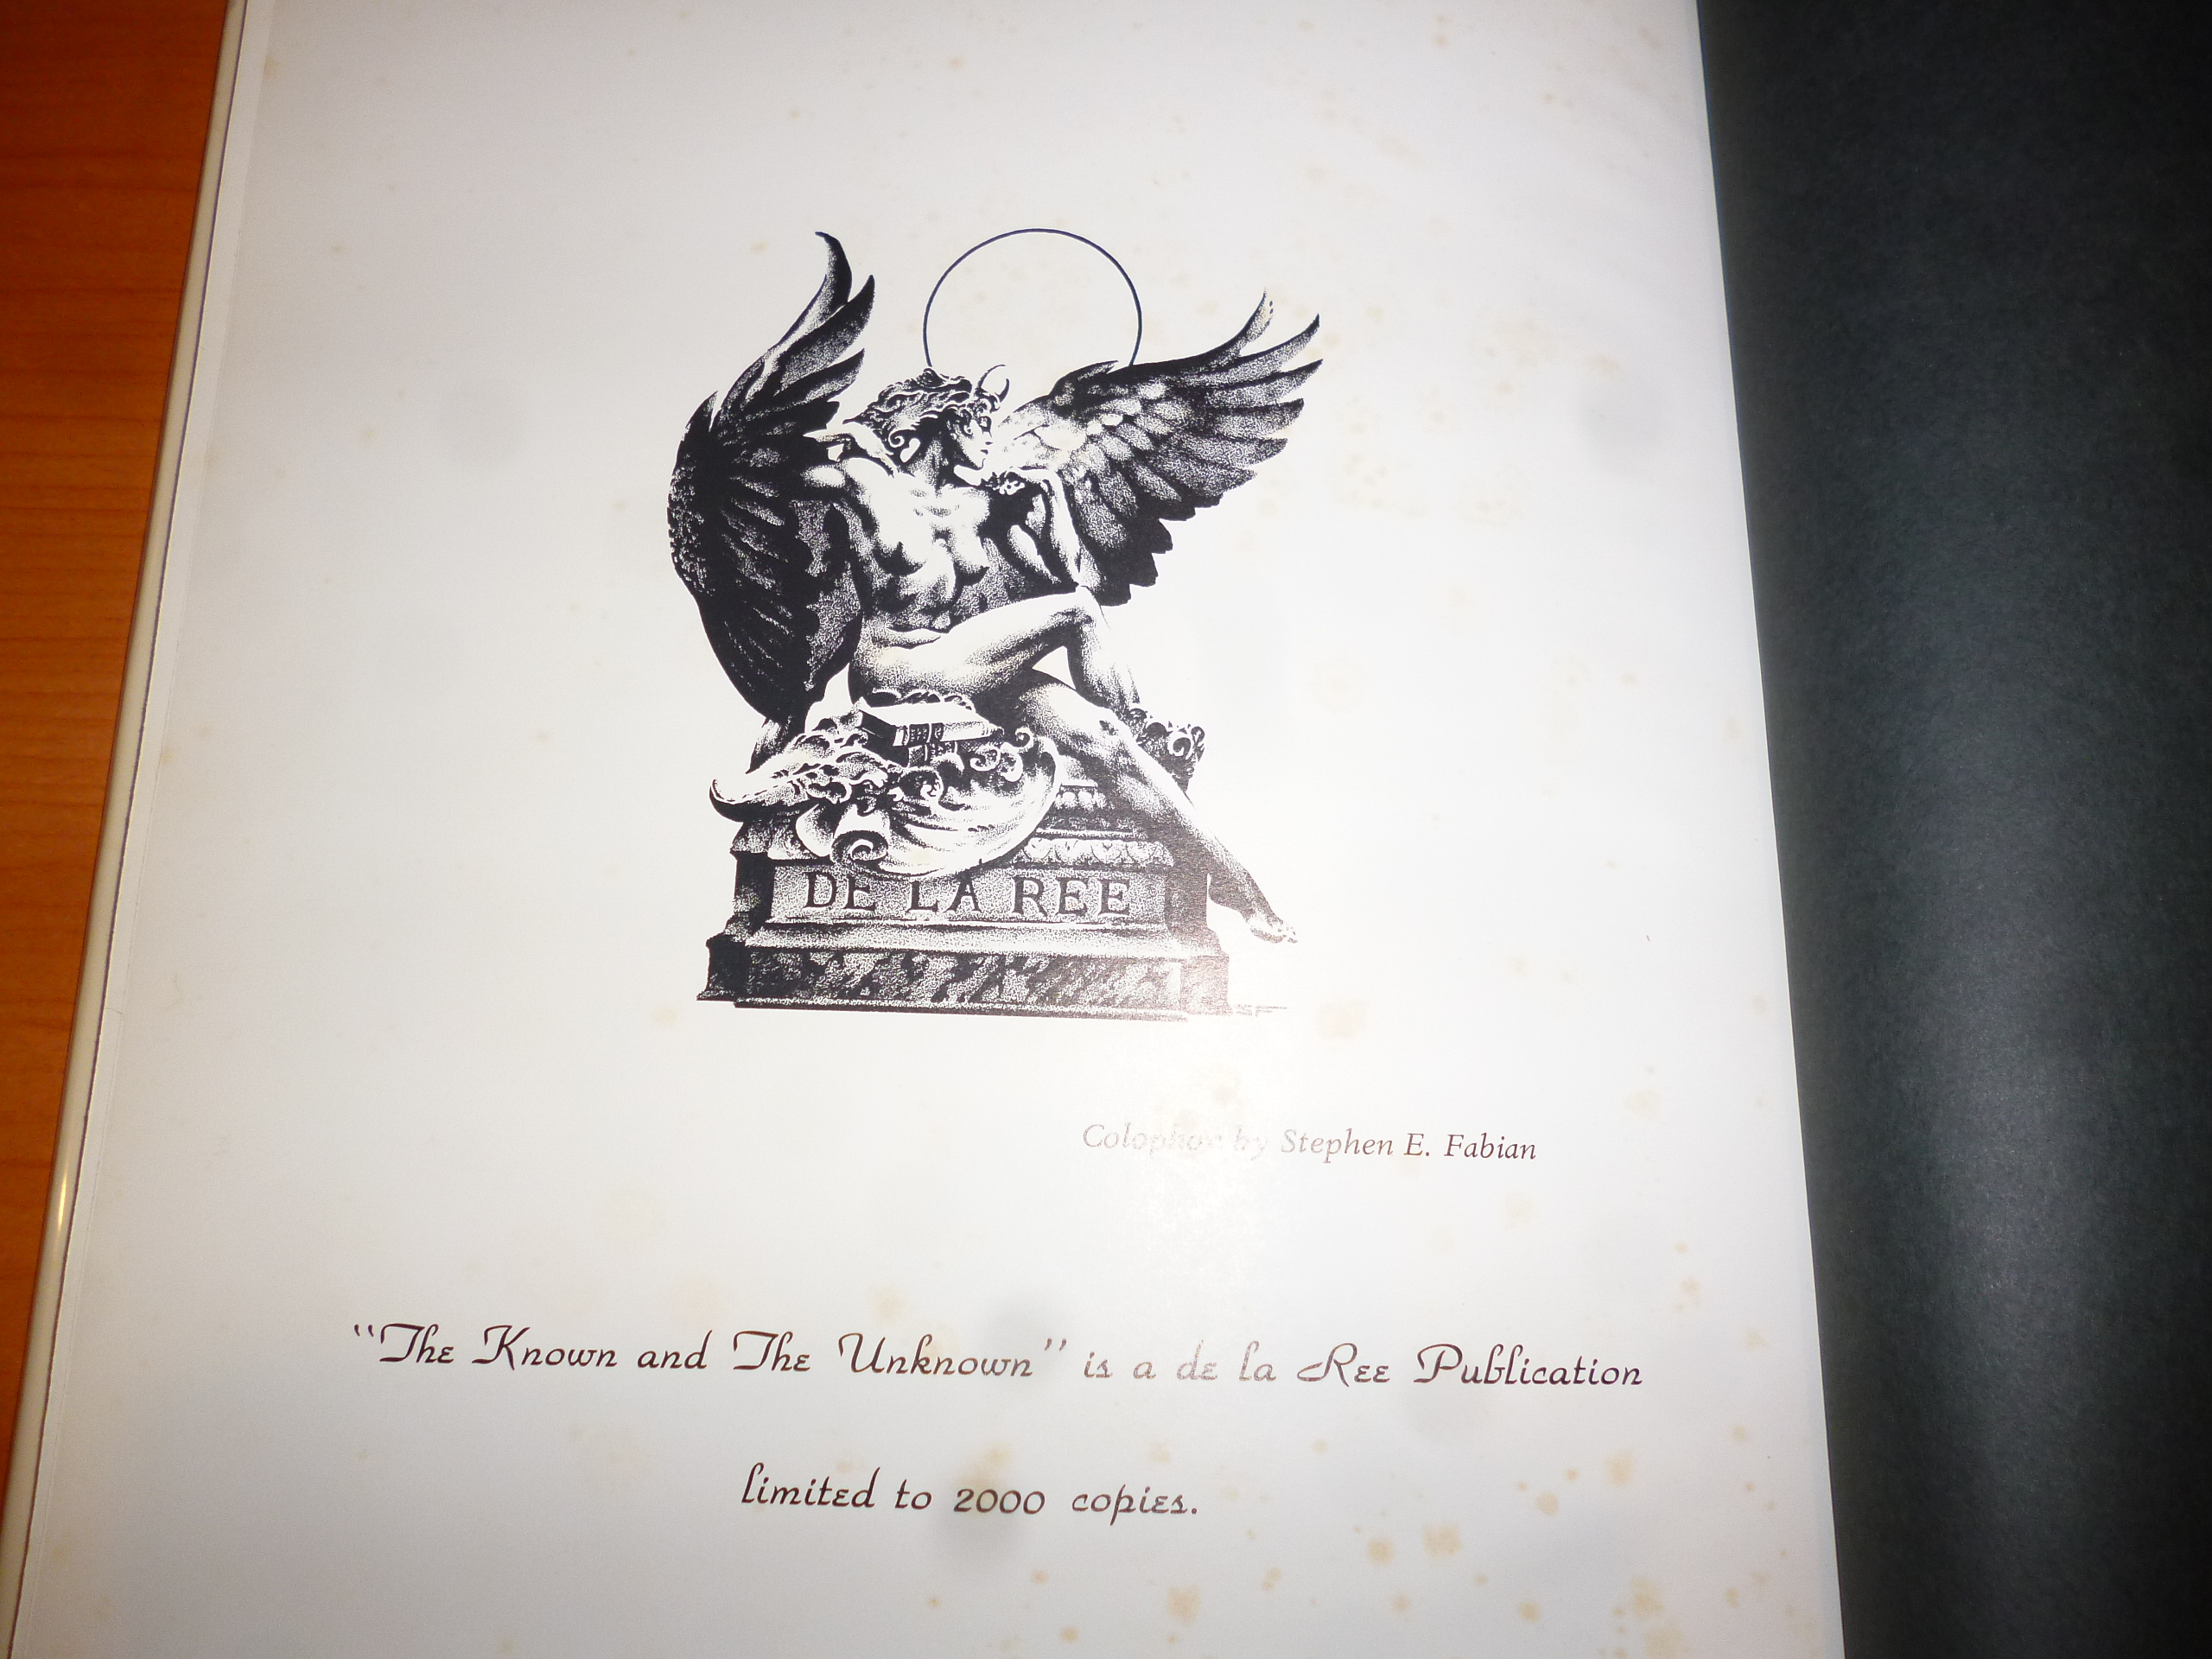 DE LA REE
SF
Colophon by Stephen E. Fabian
"The Known and The Unknown" is a de la Ree Publication
limited to 2000 copies.